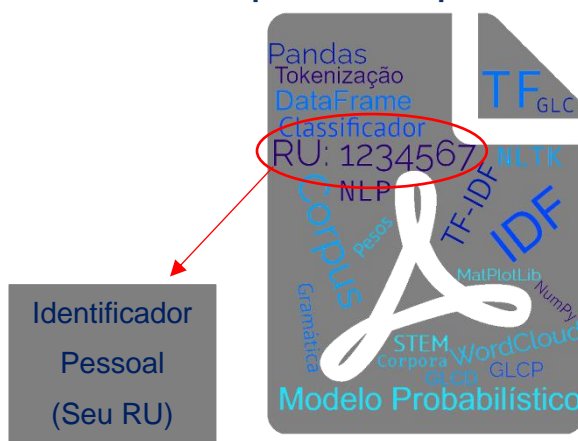 Pandas
Tokenização
DataFrame
Classificador
RU: 1234567
NLP
TF
GLC
NLTK
TF-IDF
IDF
Corpus
Pesos
MatPlotLib
NumPy
Gramática
STEM
Corpora
WordCloud
GLCD
GLCP
Modelo Probabilístico
Identificador
Pessoal
(Seu RU)